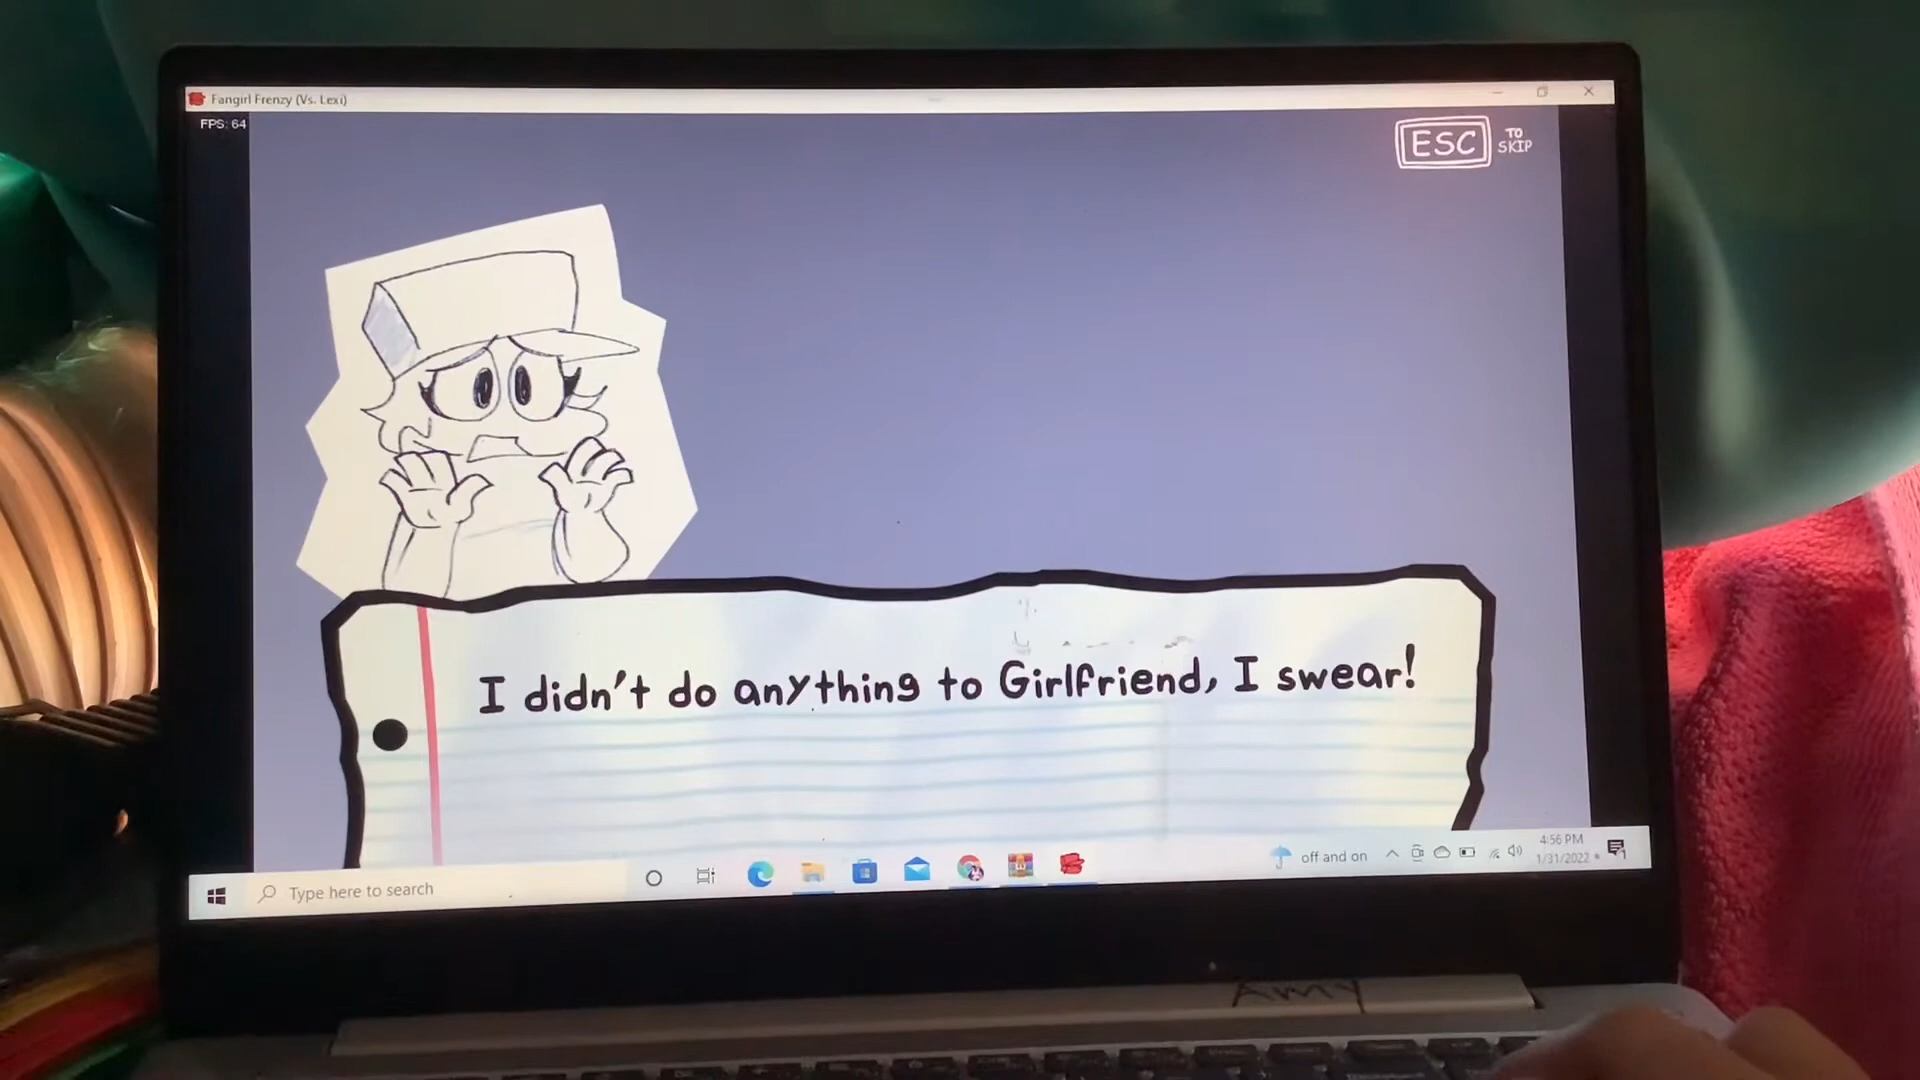 Fangirl Frenzy (Vs. Lexi)
FPS: 64
ESC TO SKIP
I didn't do anything to Girlfriend, I swear!
Type here to search
off and on
4:56 PM
1/31/2022
Amy